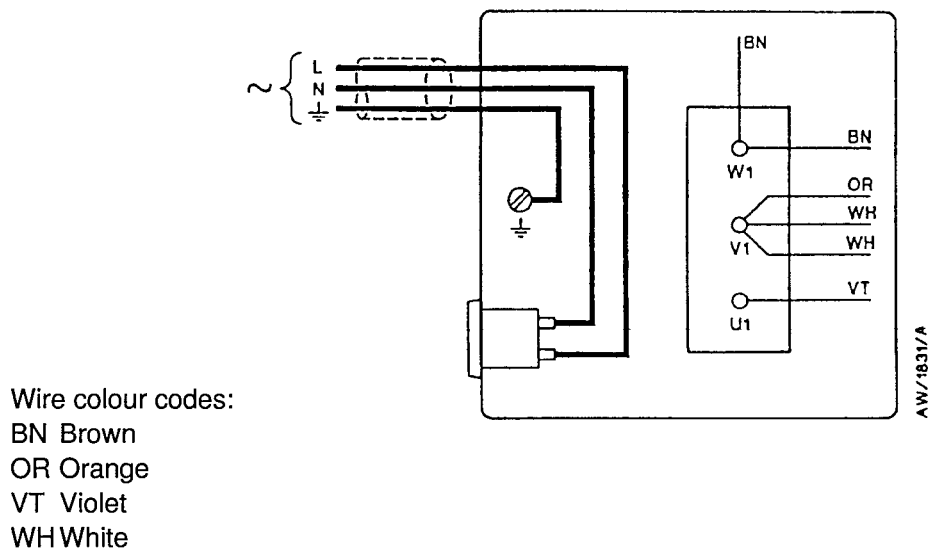 BN
L
N
BN
W1
OR
WH
V1
WH
VT
U1
AW/1831/A
Wire colour codes:
BN Brown
OR Orange
VT Violet
WH White